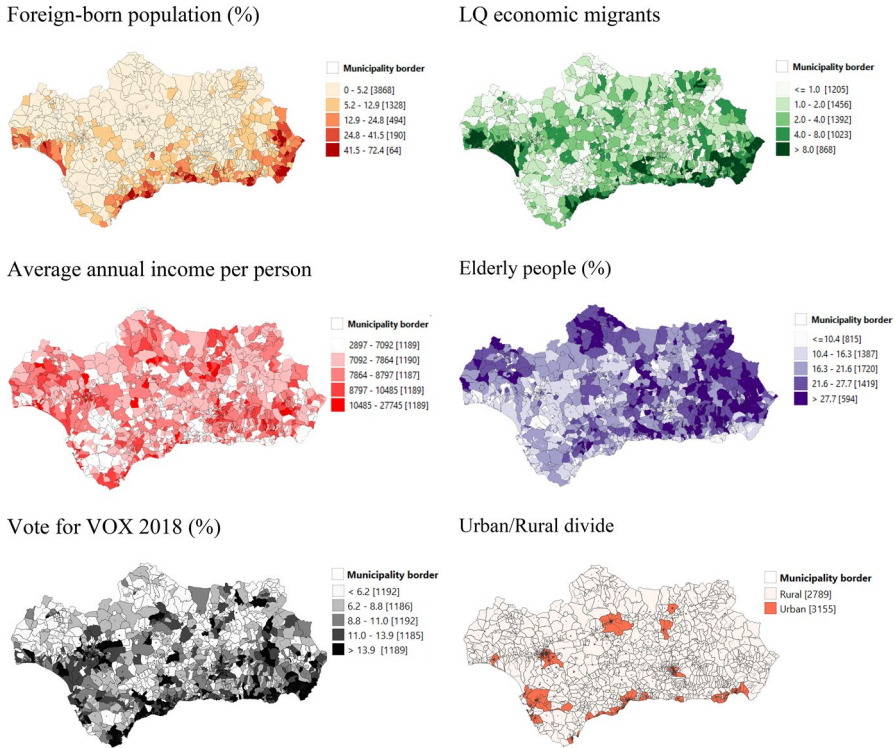 Foreign-born population (%)
LQ economic migrants
Municipality border
0 - 5.2 [3868]
5.2 - 12.9 [1328]
12.9 - 24.8 [494]
24.8 - 41.5 [190]
41.5 - 72.4 [64]
Municipality border
<= 1.0 [1205]
1.0 - 2.0 [1456]
2.0 - 4.0 [1392]
4.0 - 8.0 [1023]
> 8.0 [868]
Average annual income per person
Elderly people (%)
Municipality border
2897 - 7092 [1189]
7092 - 7864 [1190]
7864 - 8797 [1187]
8797 - 10485 [1189]
10485 - 27745 [1189]
Municipality border
<=10.4 [815]
10.4 - 16.3 [1387]
16.3 - 21.6 [1720]
21.6 - 27.7 [1419]
> 27.7 [594]
Vote for VOX 2018 (%)
Urban/Rural divide
Municipality border
< 6.2 [1192]
6.2 - 8.8 [1186]
8.8 - 11.0 [1192]
11.0 - 13.9 [1185]
> 13.9 [1189]
Municipality border
Rural [2789]
Urban [3155]